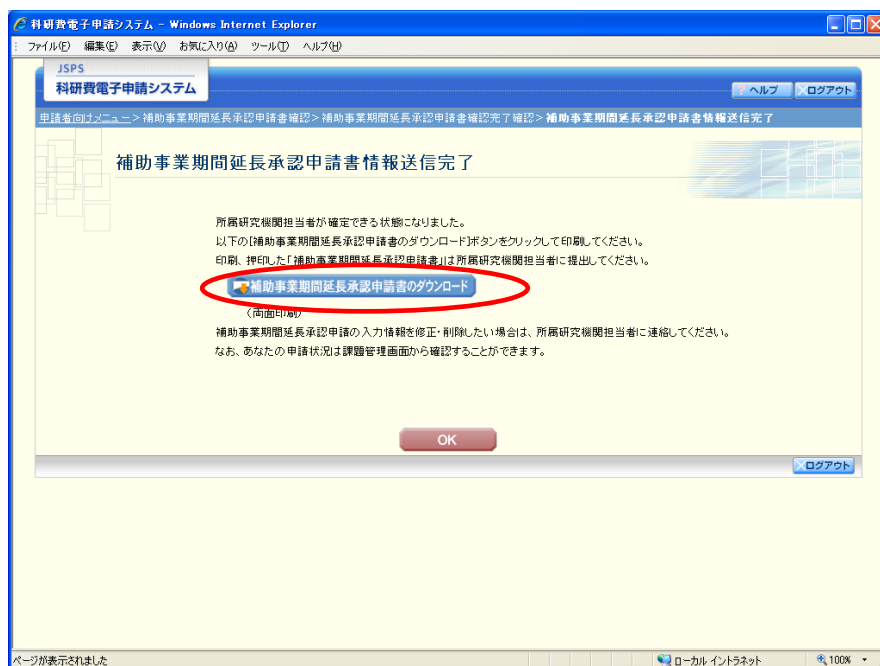 科研費電子申請システム - Windows Internet Explorer
ファイル(F) 編集(E) 表示(V) お気に入り(A) ツール(T) ヘルプ(H)
JSPS
科研費電子申請システム
? ヘルプ ログアウト
申請者向けメニュー>補助事業期間延長承認申請書確認>補助事業期間延長承認申請書確認完了確認>補助事業期間延長承認申請書情報送信完了
補助事業期間延長承認申請書情報送信完了
所属研究機関担当者が確定できる状態になりました。
以下の[補助事業期間延長承認申請書のダウンロード]ボタンをクリックして印刷してください。
印刷、押印した「補助事業期間延長承認申請書」は所属研究機関担当者に提出してください。
補助事業期間延長承認申請書のダウンロード
(両面印刷)
補助事業期間延長承認申請の入力情報を修正・削除したい場合は、所属研究機関担当者に連絡してください。
なお、あなたの申請状況は課題管理画面から確認することができます。
OK
ログアウト
ページが表示されました ローカル イントラネット 100%